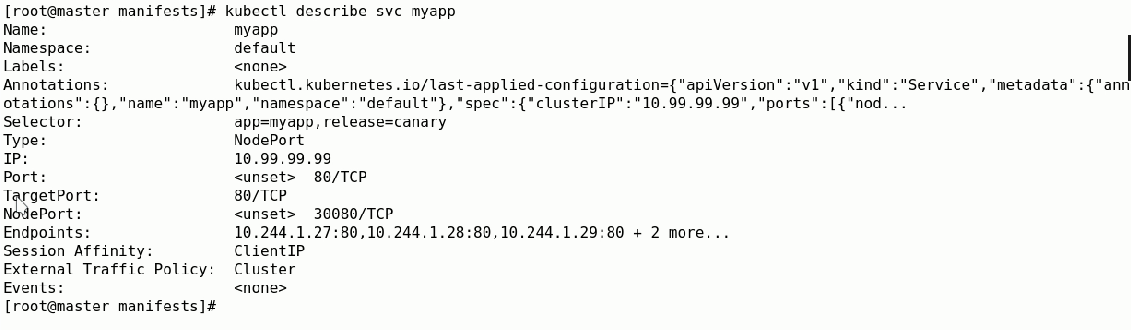 [root@master manifests]# kubectl describe svc myapp
Name:                     myapp
Namespace:                default
Labels:                   <none>
Annotations:              kubectl.kubernetes.io/last-applied-configuration={"apiVersion":"v1","kind":"Service","metadata":{"ann
otations":{},"name":"myapp","namespace":"default"},"spec":{"clusterIP":"10.99.99.99","ports":[{"nod...
Selector:                 app=myapp,release=canary
Type:                     NodePort
IP:                       10.99.99.99
Port:                     <unset>  80/TCP
TargetPort:               80/TCP
NodePort:                 <unset>  30080/TCP
Endpoints:                10.244.1.27:80,10.244.1.28:80,10.244.1.29:80 + 2 more...
Session Affinity:         ClientIP
External Traffic Policy:  Cluster
Events:                   <none>
[root@master manifests]#